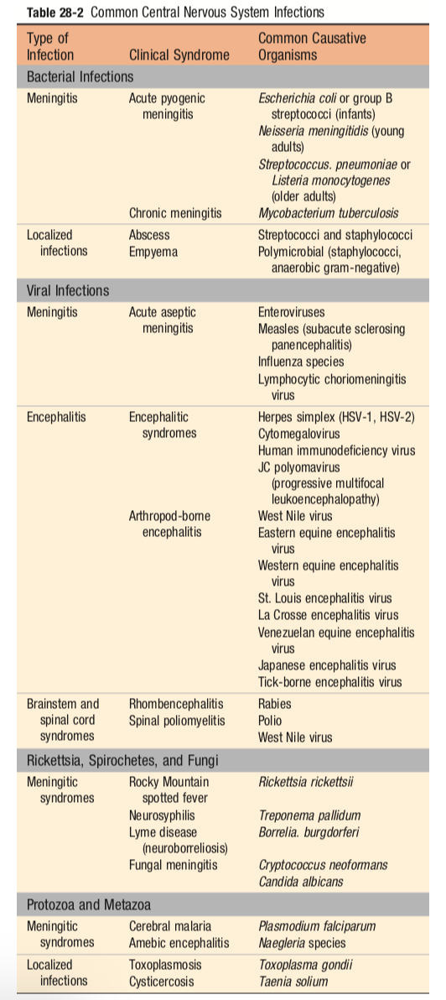 Table 28-2 Common Central Nervous System Infections
Type of Infection Clinical Syndrome Common Causative Organisms
Bacterial Infections
Meningitis Acute pyogenic meningitis Escherichia coli or group B
streptococci (infants)
Neisseria meningitidis (young
adults)
Streptococcus. pneumoniae or
Listeria monocytogenes
(older adults)
Chronic meningitis Mycobacterium tuberculosis
Localized infections Abscess Streptococci and staphylococci
Empyema Polymicrobial (staphylococci,
anaerobic gram-negative)
Viral Infections
Meningitis Acute aseptic meningitis Enteroviruses
Measles (subacute sclerosing
panencephalitis)
Influenza species
Lymphocytic choriomeningitis
virus
Encephalitis Encephalitic syndromes Herpes simplex (HSV-1, HSV-2)
Cytomegalovirus
Human immunodeficiency virus
JC polyomavirus
(progressive multifocal
leukoencephalopathy)
Arthropod-borne encephalitis West Nile virus
Eastern equine encephalitis
virus
Western equine encephalitis
virus
St. Louis encephalitis virus
La Crosse encephalitis virus
Venezuelan equine encephalitis
virus
Japanese encephalitis virus
Tick-borne encephalitis virus
Brainstem and spinal cord syndromes Rhombencephalitis Rabies
Spinal poliomyelitis Polio
West Nile virus
Rickettsia, Spirochetes, and Fungi
Meningitic syndromes Rocky Mountain spotted fever Rickettsia rickettsii
Neurosyphilis Treponema pallidum
Lyme disease (neuroborreliosis) Borrelia. burgdorferi
Fungal meningitis Cryptococcus neoformans
Candida albicans
Protozoa and Metazoa
Meningitic syndromes Cerebral malaria Plasmodium falciparum
Amebic encephalitis Naegleria species
Localized infections Toxoplasmosis Toxoplasma gondii
Cysticercosis Taenia solium